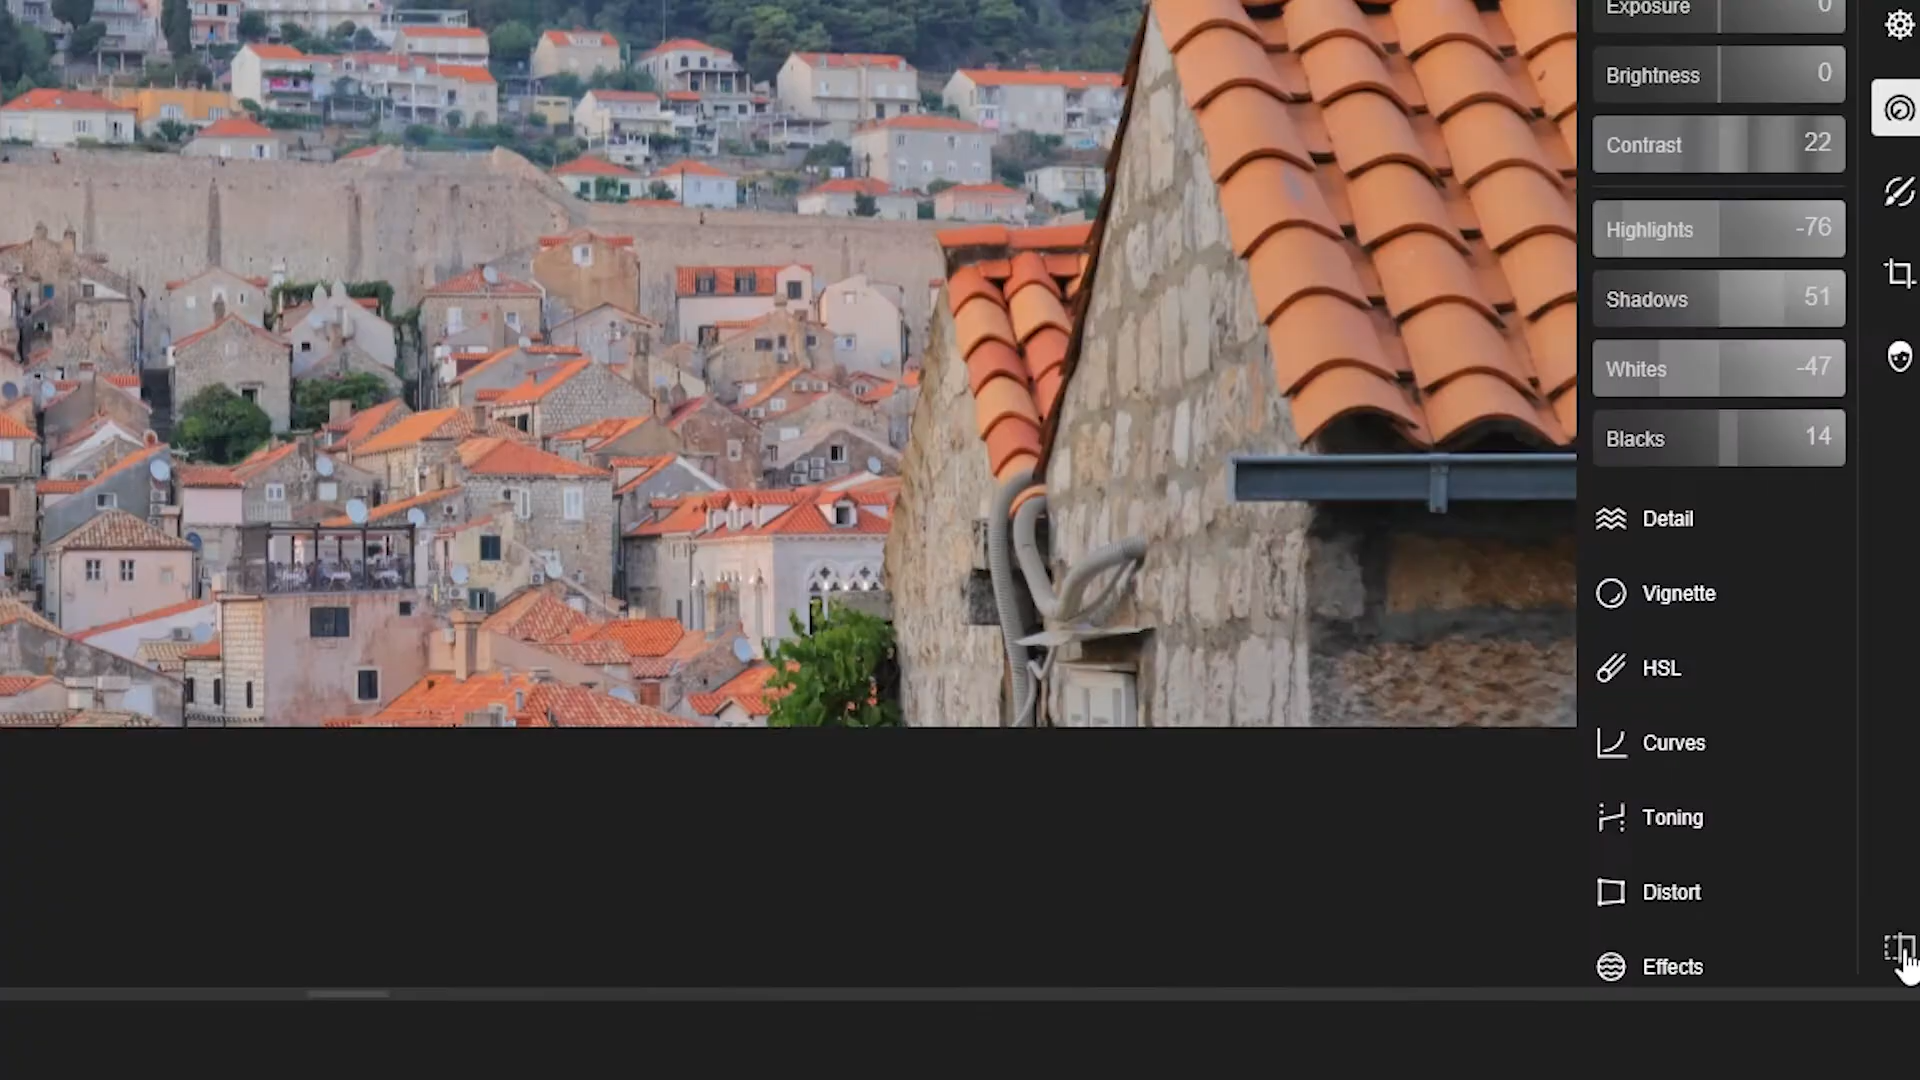 Exposure 0
Brightness 0
Contrast 22
Highlights -76
Shadows 51
Whites -47
Blacks 14
Detail
Vignette
HSL
Curves
Toning
Distort
Effects